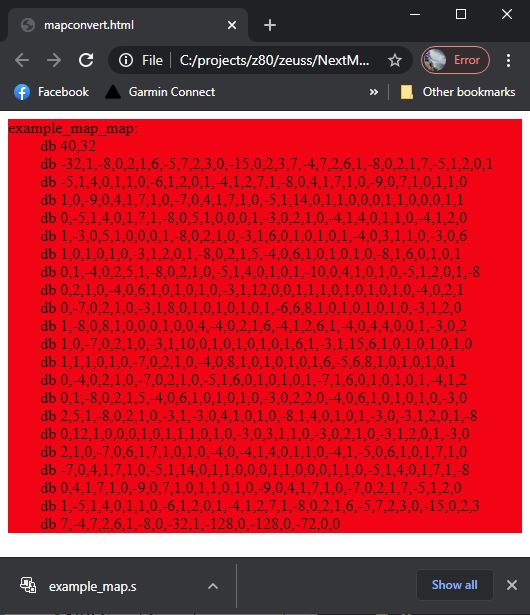 mapconvert.html
File
C:/projects/z80/zeuss/NextM...
Error
Facebook
Garmin Connect
»
Other bookmarks
example_map_map:
db 40,32
db -32,1,-8,0,2,1,6,-5,7,2,3,0,-15,0,2,3,7,-4,7,2,6,1,-8,0,2,1,7,-5,1,2,0,1
db -5,1,4,0,1,1,0,-6,1,2,0,1,-4,1,2,7,1,-8,0,4,1,7,1,0,-9,0,7,1,0,1,1,0
db 1,0,-9,0,4,1,7,1,0,-7,0,4,1,7,1,0,-5,1,14,0,1,1,0,0,0,1,1,0,0,0,1,1
db 0,-5,1,4,0,1,7,1,-8,0,5,1,0,0,0,1,-3,0,2,1,0,-4,1,4,0,1,1,0,-4,1,2,0
db 1,-3,0,5,1,0,0,0,1,-8,0,2,1,0,-3,1,6,0,1,0,1,0,1,-4,0,3,1,1,0,-3,0,6
db 1,0,1,0,1,0,-3,1,2,0,1,-8,0,2,1,5,-4,0,6,1,0,1,0,1,0,-8,1,6,0,1,0,1
db 0,1,-4,0,2,5,1,-8,0,2,1,0,-5,1,4,0,1,0,1,-10,0,4,1,0,1,0,-5,1,2,0,1,-8
db 0,2,1,0,-4,0,6,1,0,1,0,1,0,-3,1,12,0,0,1,1,1,0,1,0,1,0,1,0,-4,0,2,1
db 0,-7,0,2,1,0,-3,1,8,0,1,0,1,0,1,0,1,-6,6,8,1,0,1,0,1,0,1,0,-3,1,2,0
db 1,-8,0,8,1,0,0,0,1,0,0,4,-4,0,2,1,6,-4,1,2,6,1,-4,0,4,4,0,0,1,-3,0,2
db 1,0,-7,0,2,1,0,-3,1,10,0,1,0,1,0,1,0,1,6,1,-3,1,15,6,1,0,1,0,1,0,1,0
db 1,1,1,0,1,0,-7,0,2,1,0,-4,0,8,1,0,1,0,1,0,1,6,-5,6,8,1,0,1,0,1,0,1
db 0,-4,0,2,1,0,-7,0,2,1,0,-5,1,6,0,1,0,1,0,1,-7,1,6,0,1,0,1,0,1,-4,1,2
db 0,1,-8,0,2,1,5,-4,0,6,1,0,1,0,1,0,-3,0,2,2,0,-4,0,6,1,0,1,0,1,0,-3,0
db 2,5,1,-8,0,2,1,0,-3,1,-3,0,4,1,0,1,0,-8,1,4,0,1,0,1,-3,0,-3,1,2,0,1,-8
db 0,12,1,0,0,0,1,0,1,1,1,0,1,0,-3,0,3,1,1,0,-3,0,2,1,0,-3,1,2,0,1,-3,0
db 2,1,0,-7,0,6,1,7,1,0,1,0,-4,0,-4,1,4,0,1,1,0,-4,1,-5,0,6,1,0,1,7,1,0
db -7,0,4,1,7,1,0,-5,1,14,0,1,1,0,0,0,1,1,0,0,0,1,1,0,-5,1,4,0,1,7,1,-8
db 0,4,1,7,1,0,-9,0,7,1,0,1,1,0,1,0,-9,0,4,1,7,1,0,-7,0,2,1,7,-5,1,2,0
db 1,-5,1,4,0,1,1,0,-6,1,2,0,1,-4,1,2,7,1,-8,0,2,1,6,-5,7,2,3,0,-15,0,2,3
db 7,-4,7,2,6,1,-8,0,-32,1,-128,0,-128,0,-72,0,0
example_map.s
Show all